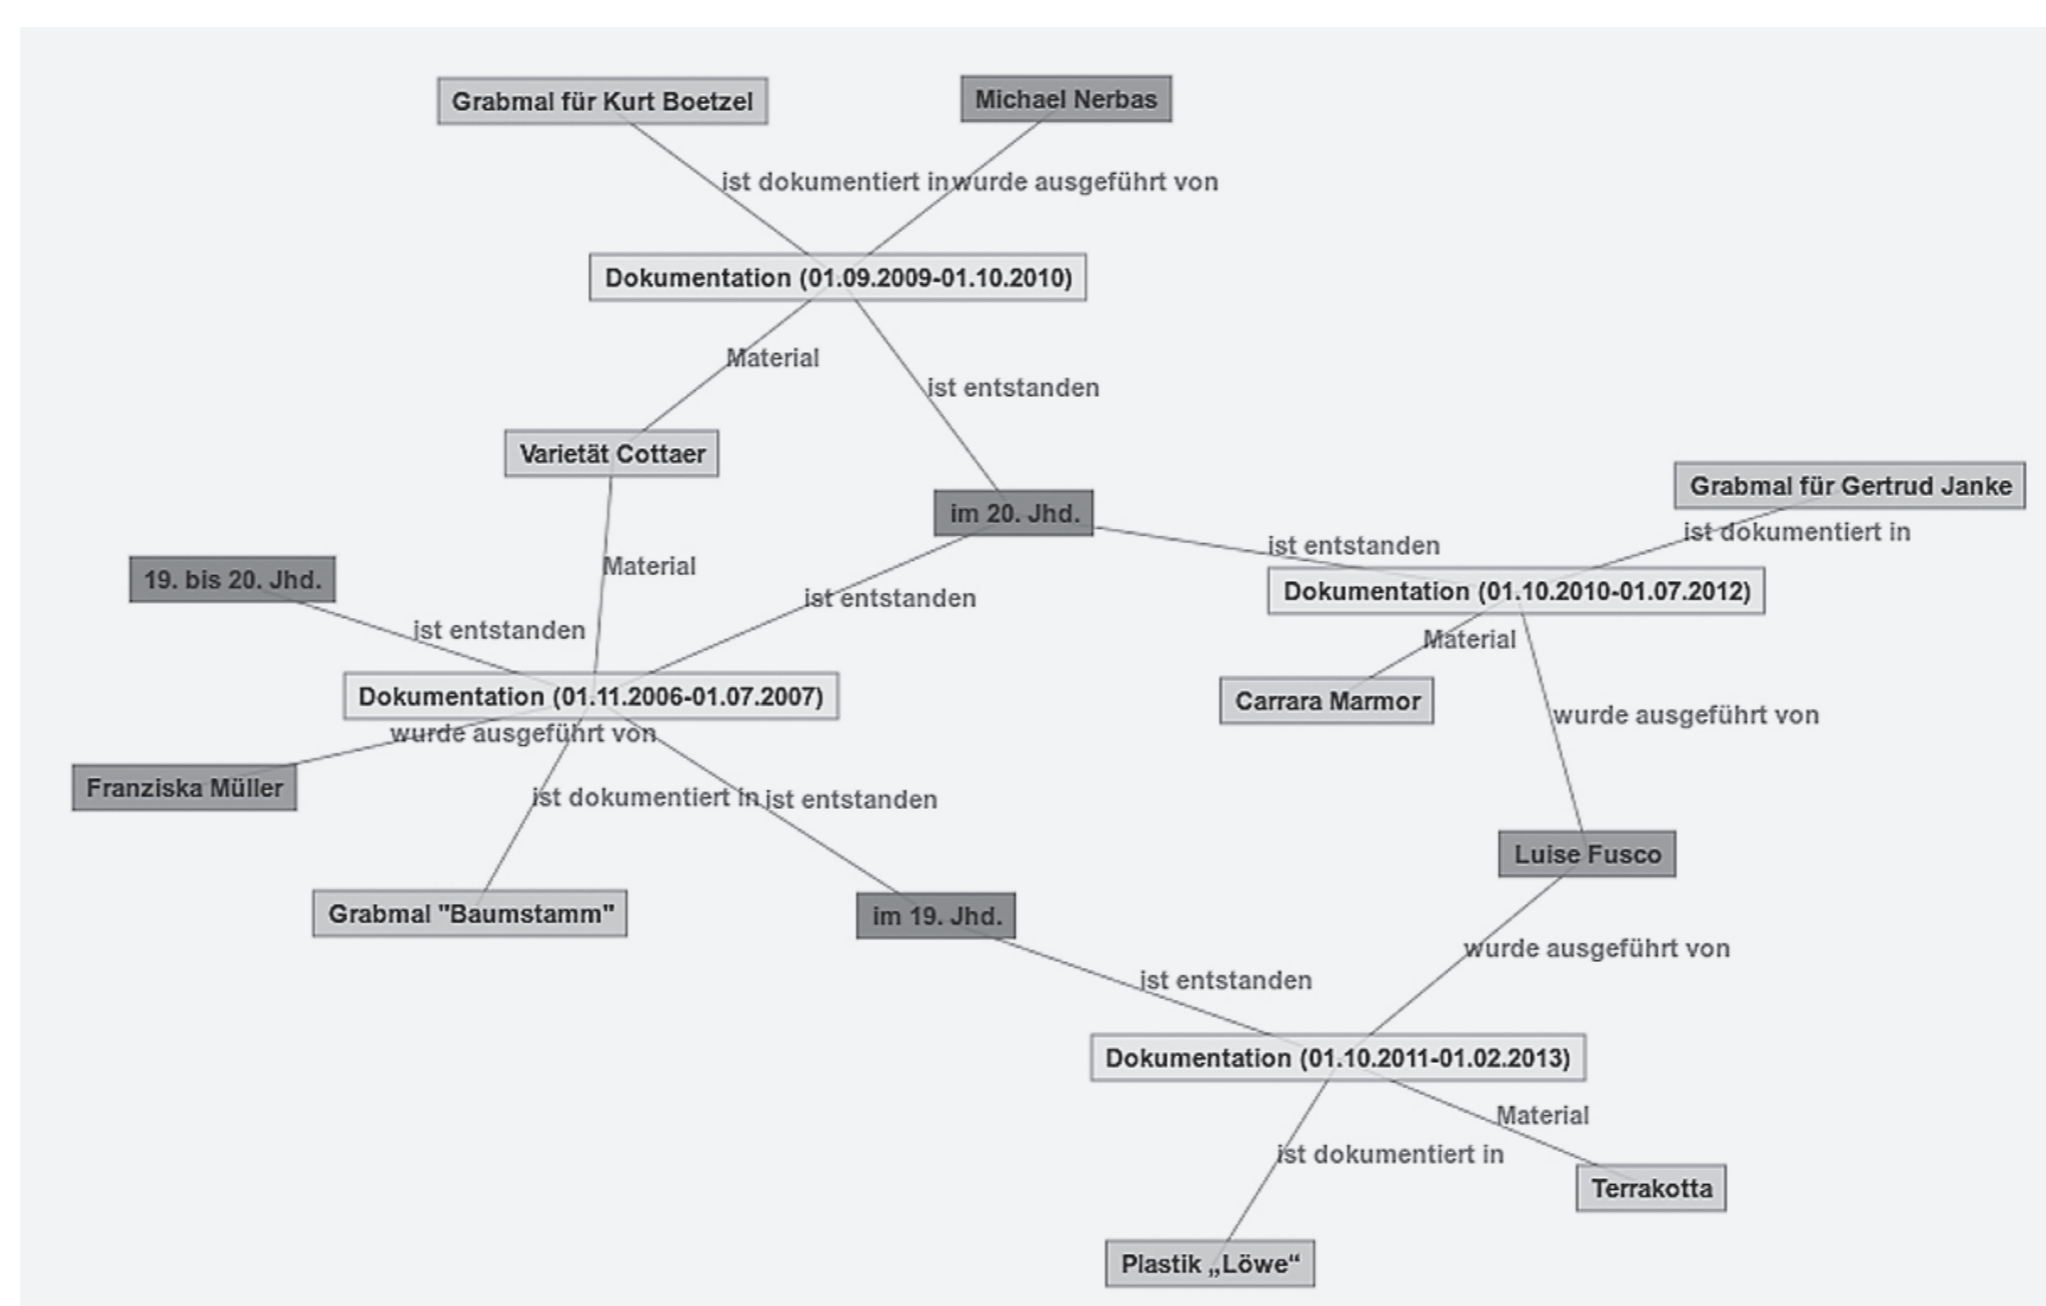 Grabmal für Kurt Boetzel
Michael Nerbas
ist dokumentiert in
wurde ausgeführt von
Dokumentation (01.09.2009-01.10.2010)
Material
ist entstanden
Varietät Cottaer
Grabmal für Gertrud Janke
im 20. Jhd.
ist dokumentiert in
ist entstanden
Material
19. bis 20. Jhd.
Dokumentation (01.10.2010-01.07.2012)
ist entstanden
ist entstanden
Material
Dokumentation (01.11.2006-01.07.2007)
Carrara Marmor
wurde ausgeführt von
wurde ausgeführt von
Franziska Müller
ist dokumentiert in
ist entstanden
Luise Fusco
Grabmal "Baumstamm"
im 19. Jhd.
wurde ausgeführt von
ist entstanden
Dokumentation (01.10.2011-01.02.2013)
Material
ist dokumentiert in
Terrakotta
Plastik „Löwe“